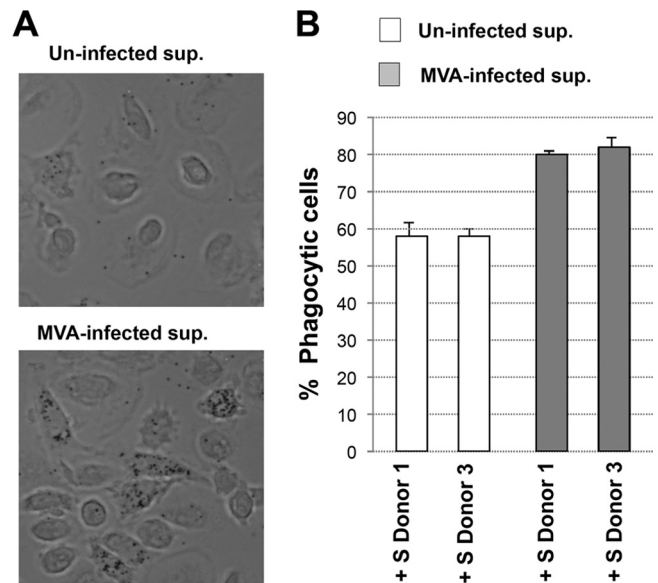 A
Un-infected sup.
MVA-infected sup.
B
Un-infected sup.
MVA-infected sup.
% Phagocytic cells
90
80
70
60
50
40
30
20
10
0
+ S Donor 1
+ S Donor 3
+ S Donor 1
+ S Donor 3